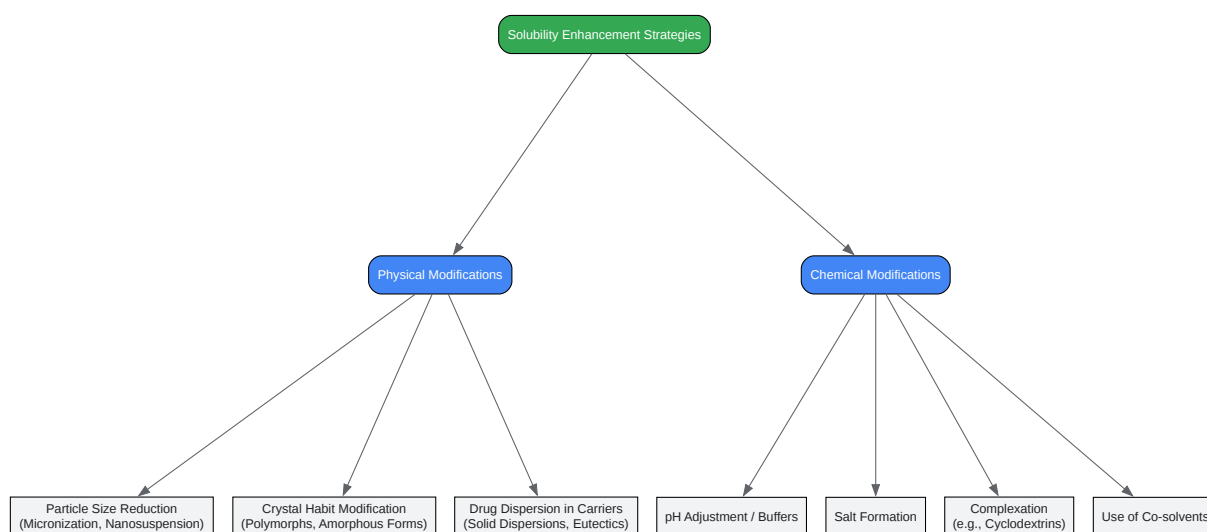 Solubility Enhancement Strategies
Physical Modifications
Chemical Modifications
Particle Size Reduction
(Micronization, Nanosuspension)
Crystal Habit Modification
(Polymorphs, Amorphous Forms)
Drug Dispersion in Carriers
(Solid Dispersions, Eutectics)
pH Adjustment / Buffers
Salt Formation
Complexation
(e.g., Cyclodextrins)
Use of Co-solvents